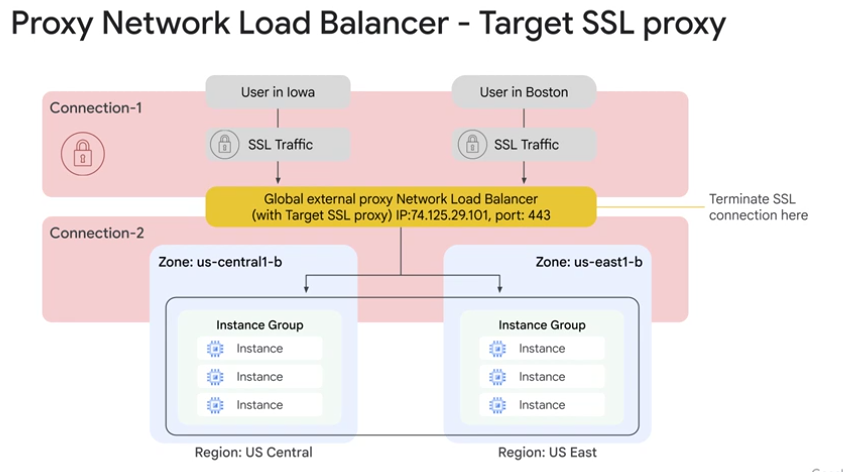 Proxy Network Load Balancer - Target SSL proxy
Connection-1
User in Iowa
User in Boston
SSL Traffic
SSL Traffic
Global external proxy Network Load Balancer
(with Target SSL proxy) IP:74.125.29.101, port: 443
Terminate SSL
connection here
Connection-2
Zone: us-central1-b
Zone: us-east1-b
Instance Group
Instance
Instance
Instance
Instance Group
Instance
Instance
Instance
Region: US Central
Region: US East